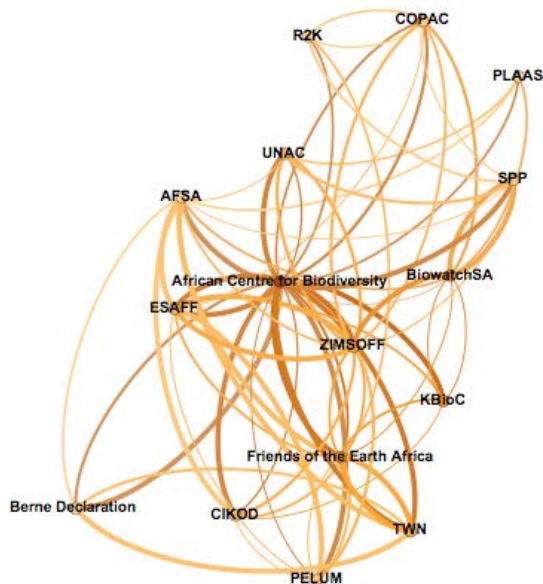 COPAC
R2K
PLAAS
UNAC
SPP
AFSA
BiowatchSA
African Centre for Biodiversity
ESAFF
ZIMSOFF
KBioC
Friends of the Earth Africa
Berne Declaration
CIKOD
TWN
PELUM